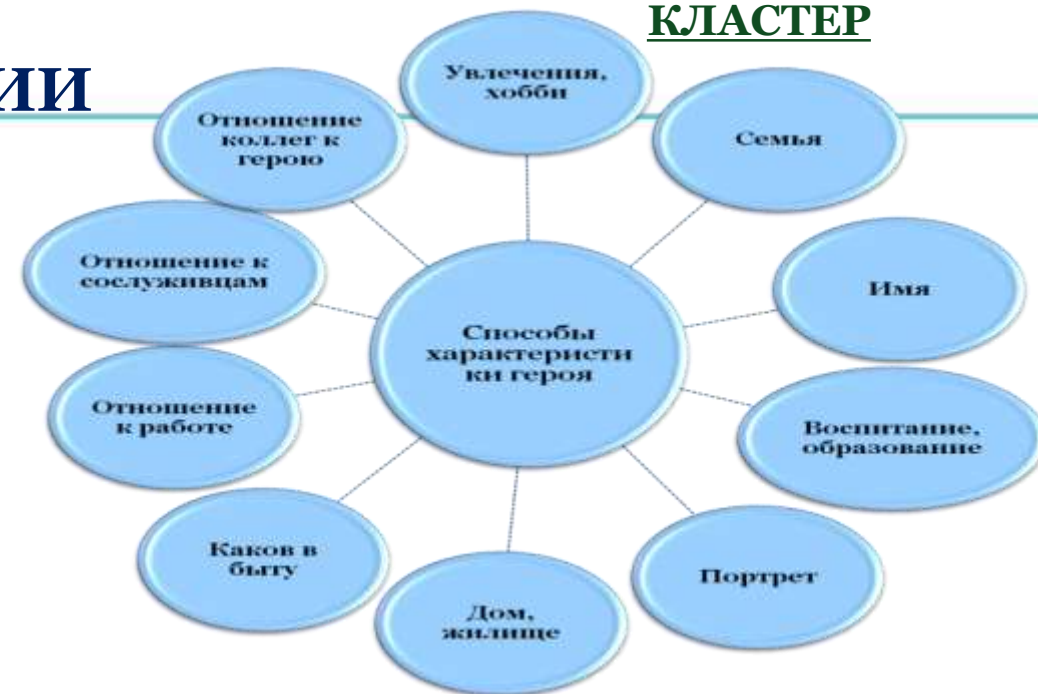 КЛАСТЕР
ИИ
Увлечения,
хобби
Семья
Имя
Воспитание,
образование
Портрет
Дом,
жилище
Каков в
быту
Отношение
к работе
Отношение к
сослуживцам
Отношение
коллег к
герою
Способы
характеристи
ки героя